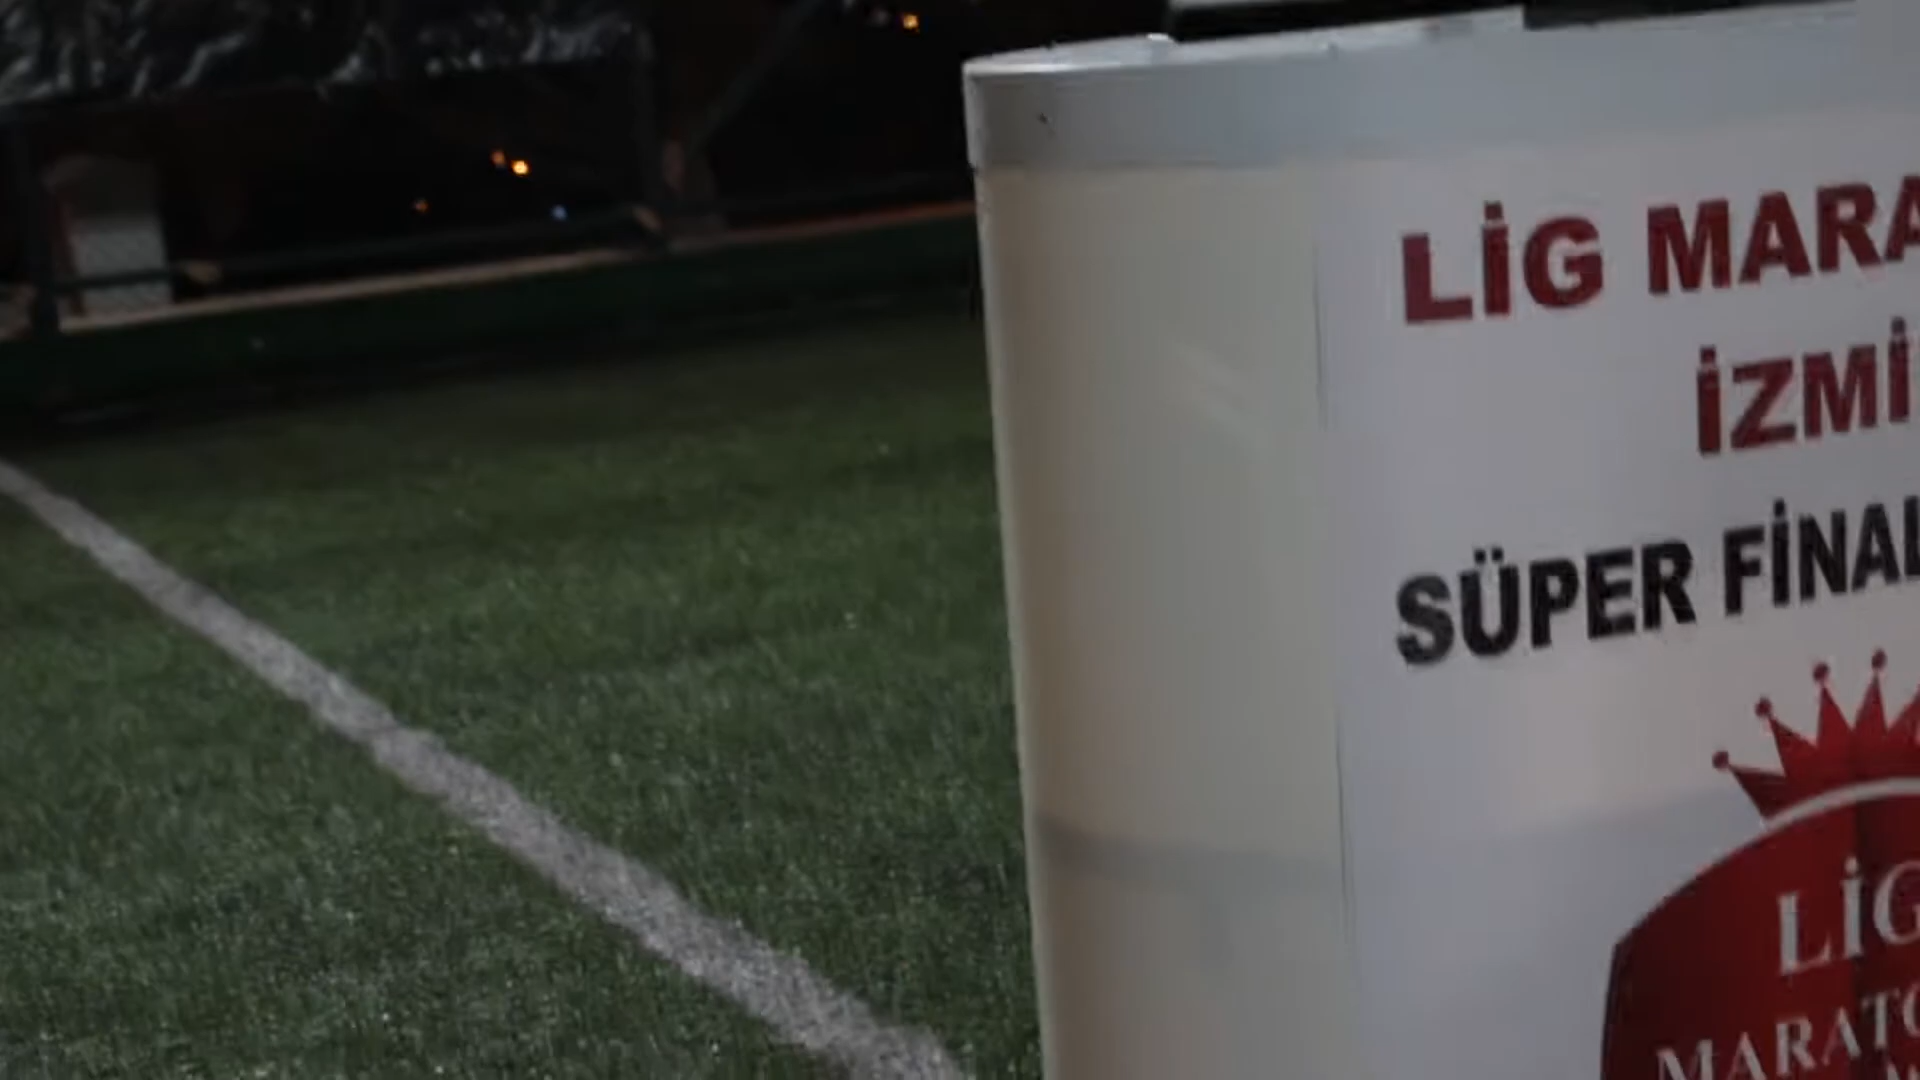 LİG MARA
İZMİ
SÜPER FİNAL
LİG
MARATO